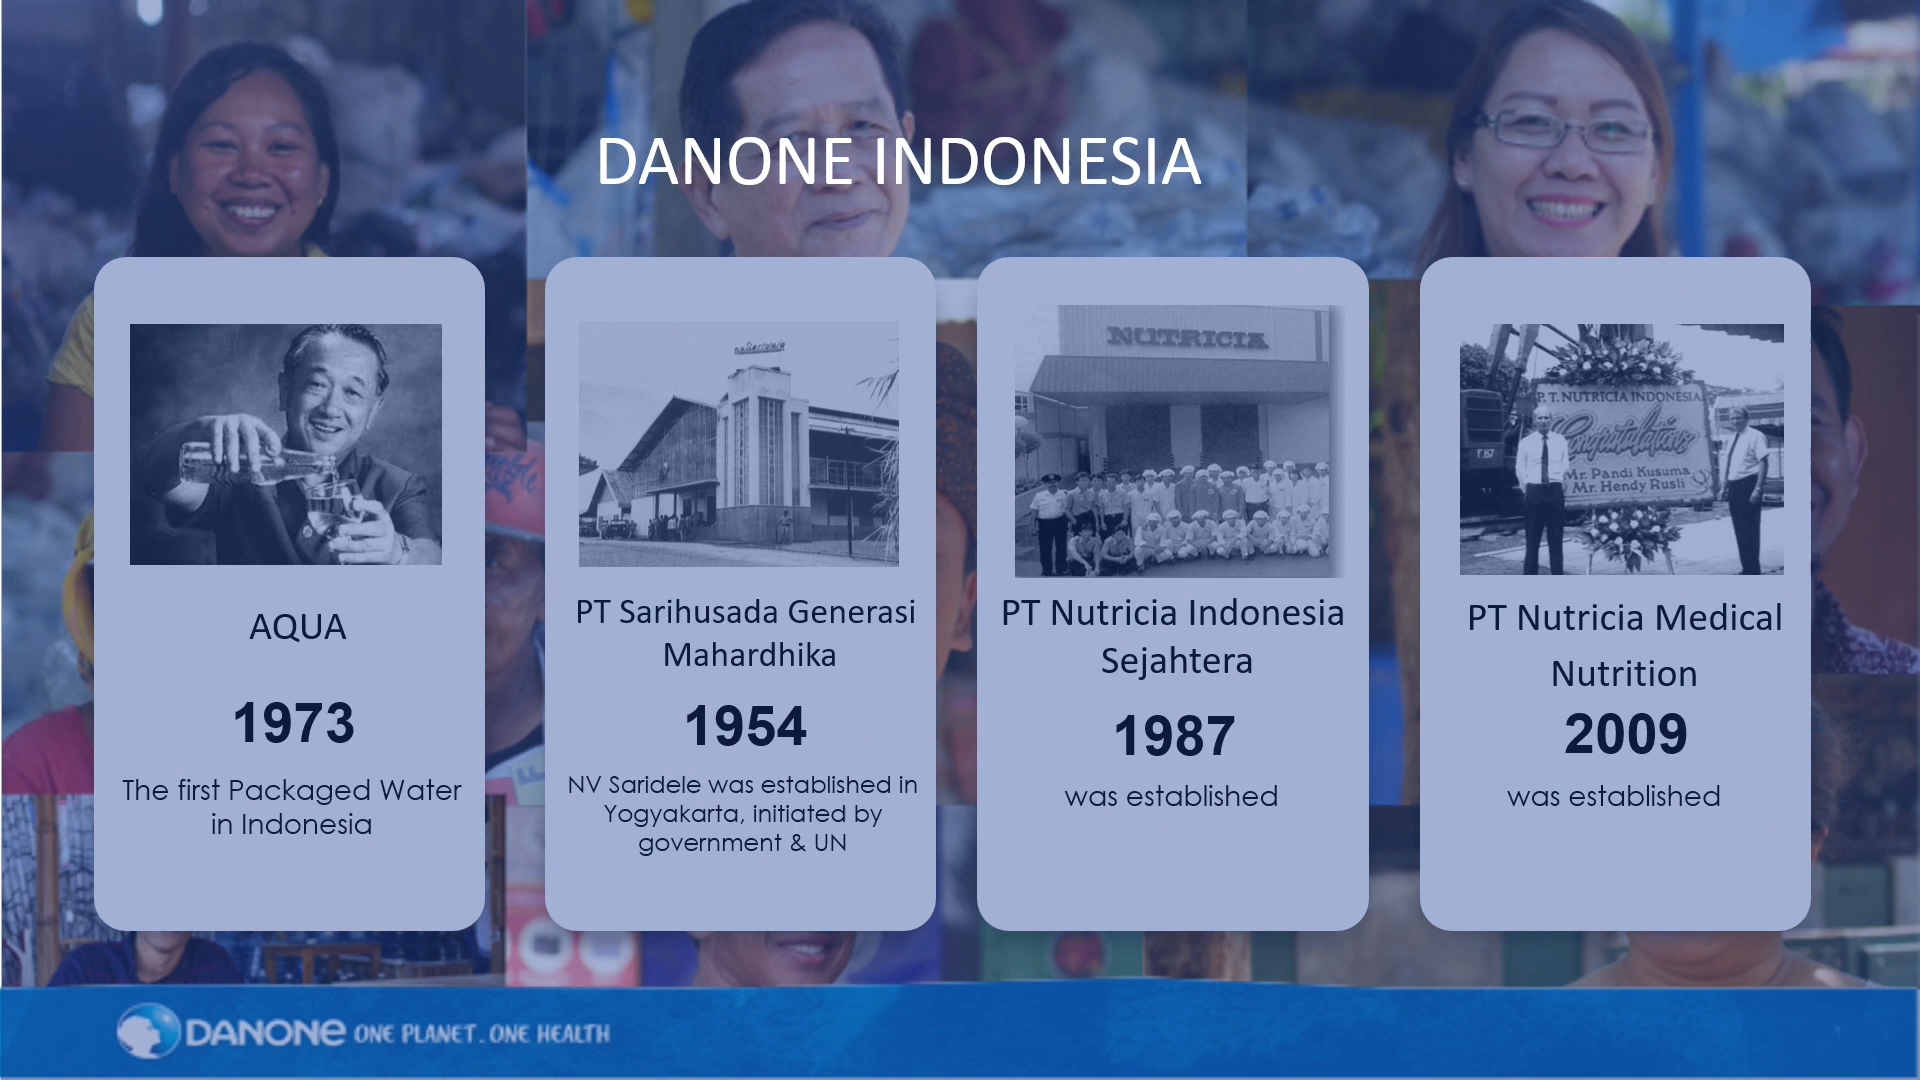 DANONE INDONESIA
AQUA
1973
The first Packaged Water
in Indonesia
PT Sarihusada Generasi
Mahardhika
1954
NV Saridele was established in
Yogyakarta, initiated by
government & UN
NUTRICIA
PT Nutricia Indonesia
Sejahtera
1987
was established
P.T. NUTRICIA INDONESIA
Congratulations
Mr. Pandi Kusuma
Mr. Hendy Rusli
PT Nutricia Medical
Nutrition
2009
was established
DANONE ONE PLANET. ONE HEALTH